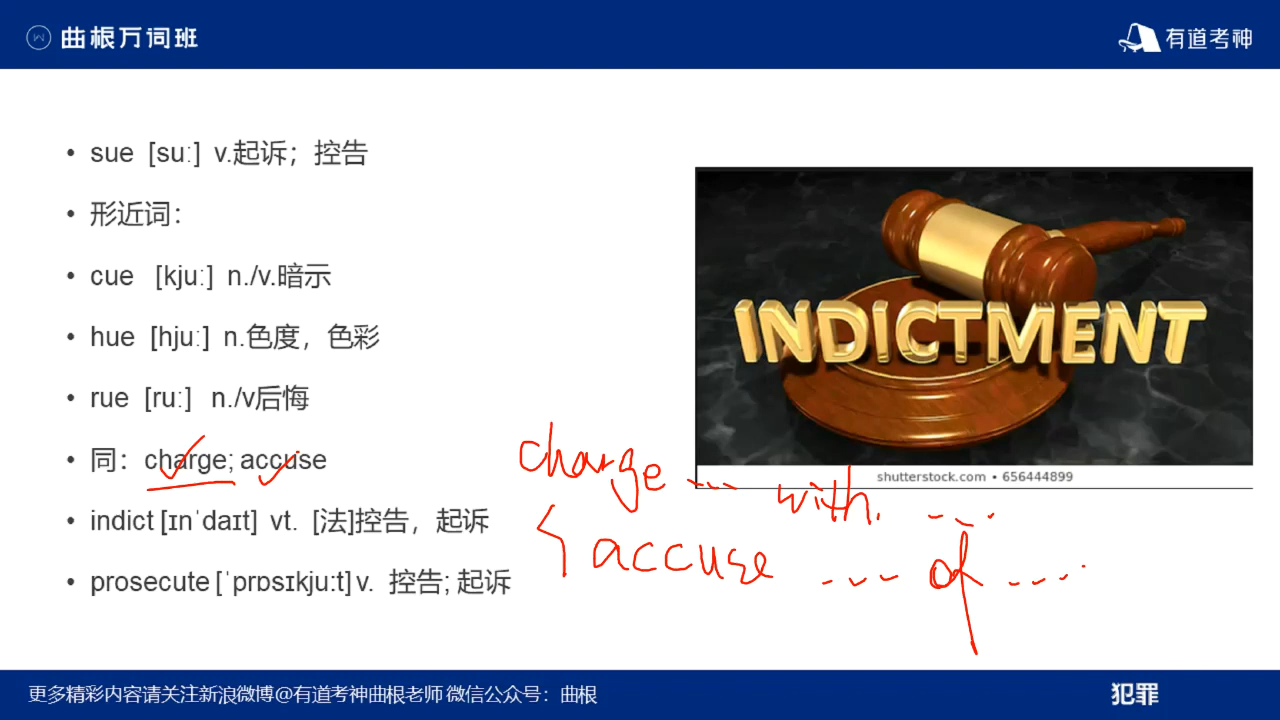 曲根万词班
有道考神
• sue [suː] v.起诉；控告
• 形近词：
• cue [kjuː] n./v.暗示
• hue [hjuː] n.色度，色彩
• rue [ruː] n./v后悔
• 同：charge; accuse
• indict [ɪnˈdaɪt] vt. [法]控告，起诉
• prosecute [ˈprɒsɪkjuːt] v. 控告; 起诉
INDICTMENT
shutterstock.com • 656444899
charge ... with ...
accuse ... of ...
更多精彩内容请关注新浪微博@有道考神曲根老师 微信公众号：曲根
犯罪